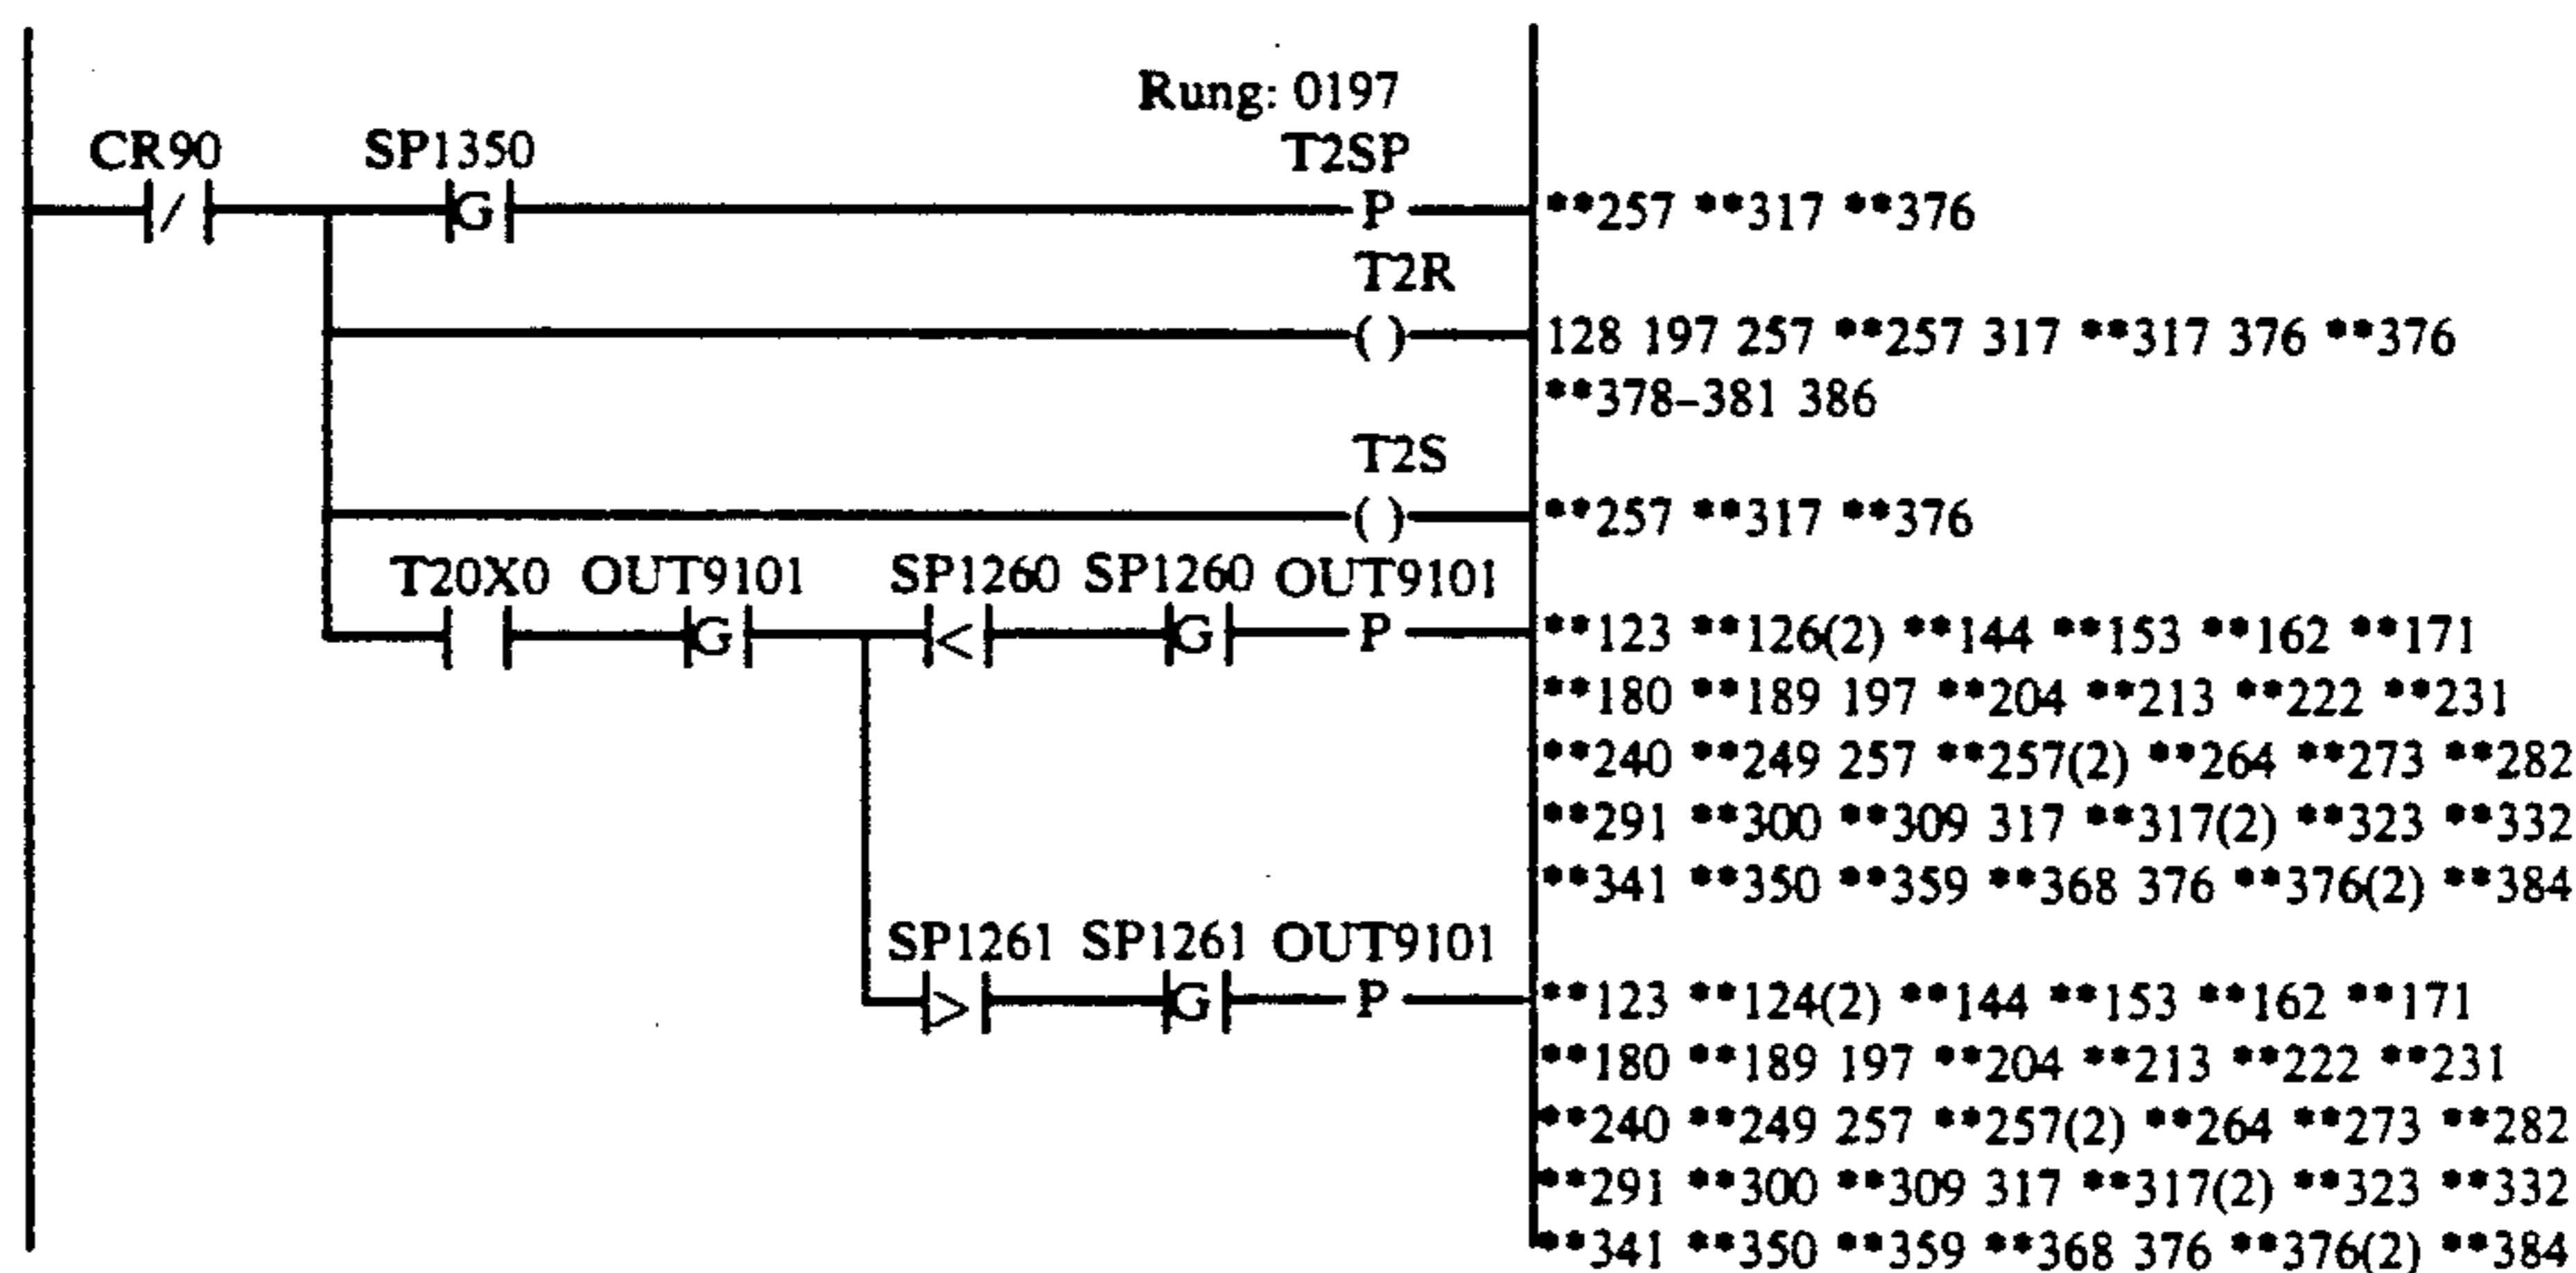 Rung: 0197
CR90 SP1350 T2SP
/ G P **257 **317 **376
T2R
( ) 128 197 257 **257 317 **317 376 **376
**378–381 386
T2S
( ) **257 **317 **376
T20X0 OUT9101 SP1260 SP1260 OUT9101
G < G P **123 **126(2) **144 **153 **162 **171
**180 **189 197 **204 **213 **222 **231
**240 **249 257 **257(2) **264 **273 **282
**291 **300 **309 317 **317(2) **323 **332
**341 **350 **359 **368 376 **376(2) **384
SP1261 SP1261 OUT9101
> G P **123 **124(2) **144 **153 **162 **171
**180 **189 197 **204 **213 **222 **231
**240 **249 257 **257(2) **264 **273 **282
**291 **300 **309 317 **317(2) **323 **332
**341 **350 **359 **368 376 **376(2) **384